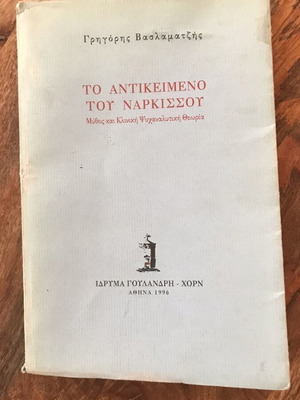 Γρηγόρης Βασλαματζής
ΤΟ ΑΝΤΙΚΕΙΜΕΝΟ
ΤΟΥ ΝΑΡΚΙΣΣΟΥ
Μύθος και Κλινική Ψυχαναλυτική Θεωρία
ΙΔΡΥΜΑ ΓΟΥΛΑΝΔΡΗ - ΧΟΡΝ
ΑΘΗΝΑ 1996